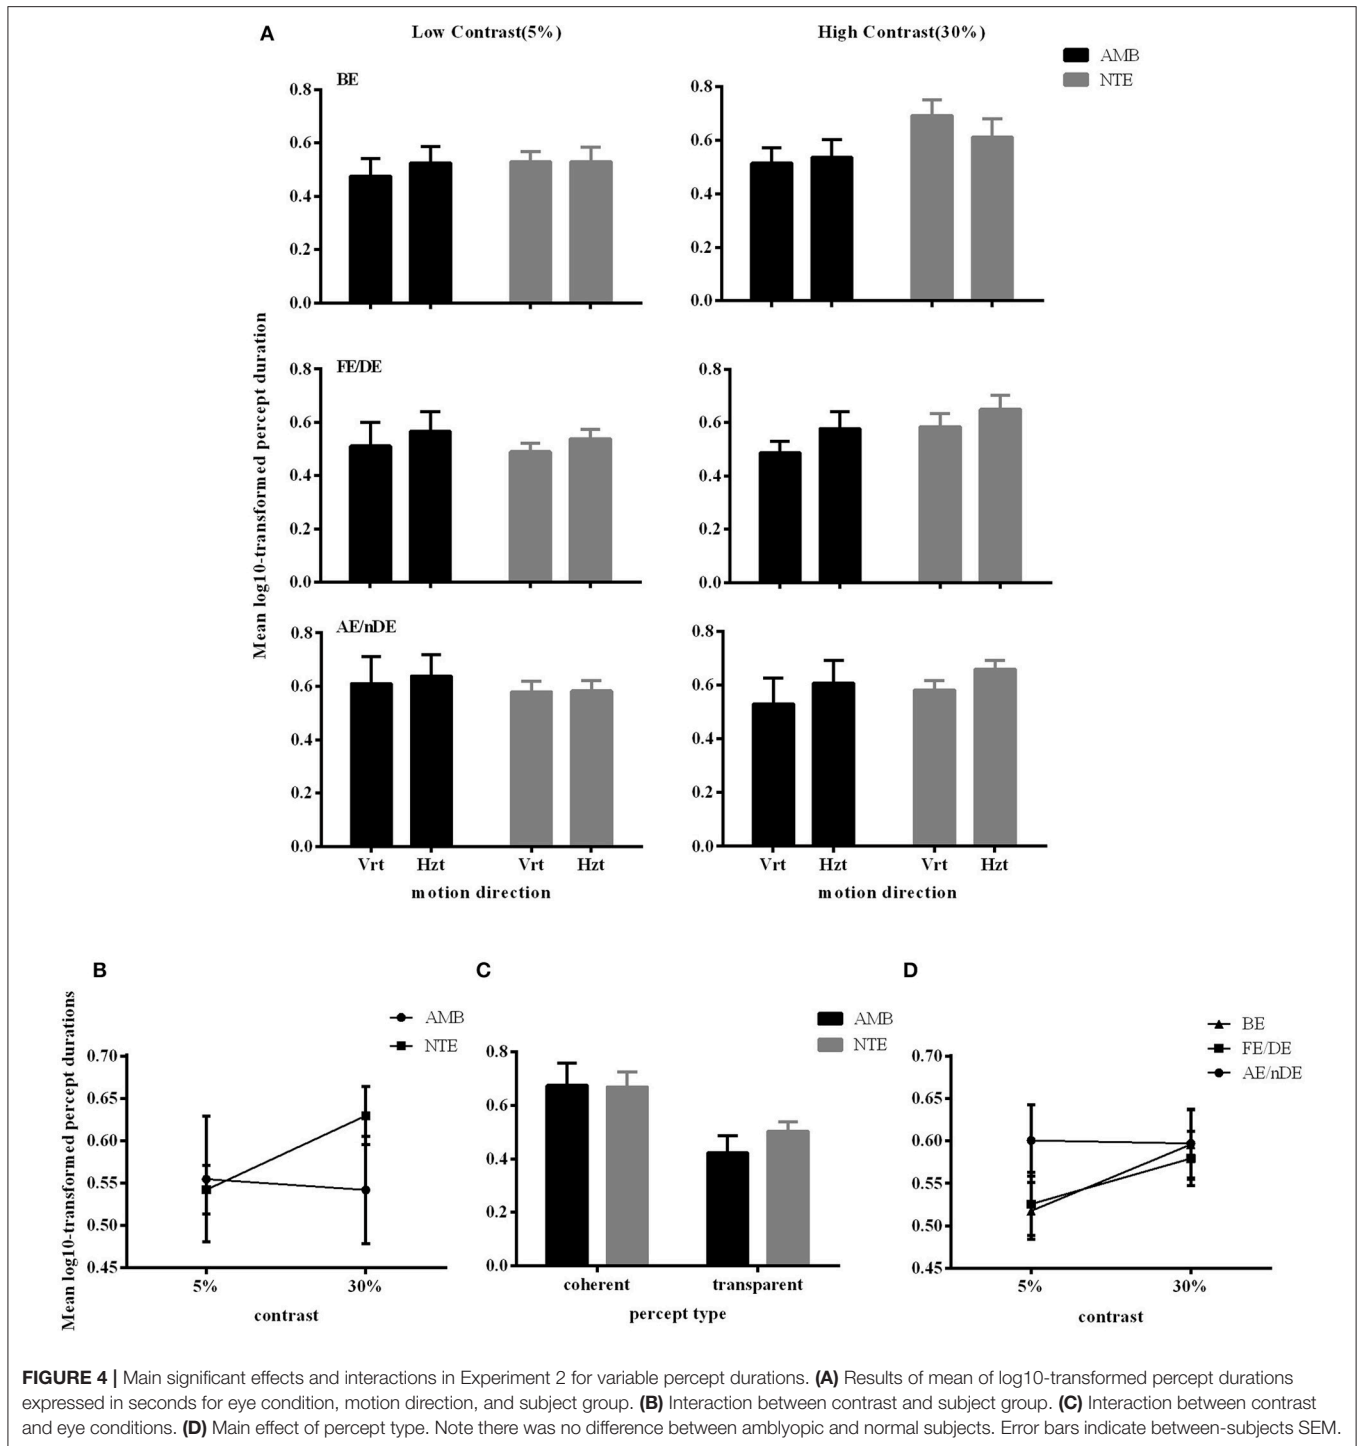 A
Low Contrast(5%)
High Contrast(30%)
AMB
NTE
BE
0.8
0.6
0.4
0.2
0.0
0.8
0.6
0.4
0.2
0.0
Mean log10-transformed percept duration
FE/DE
0.8
0.6
0.4
0.2
0.0
0.8
0.6
0.4
0.2
0.0
AE/nDE
0.8
0.6
0.4
0.2
0.0
Vrt Hzt Vrt Hzt
motion direction
0.8
0.6
0.4
0.2
0.0
Vrt Hzt Vrt Hzt
motion direction
B
Mean log10-transformed percept durations
AMB
NTE
0.70
0.65
0.60
0.55
0.50
0.45
5% 30%
contrast
C
AMB
NTE
0.8
0.6
0.4
0.2
0.0
coherent transparent
percept type
D
BE
FE/DE
AE/nDE
0.70
0.65
0.60
0.55
0.50
0.45
5% 30%
contrast
FIGURE 4 | Main significant effects and interactions in Experiment 2 for variable percept durations. (A) Results of mean of log10-transformed percept durations
expressed in seconds for eye condition, motion direction, and subject group. (B) Interaction between contrast and subject group. (C) Interaction between contrast
and eye conditions. (D) Main effect of percept type. Note there was no difference between amblyopic and normal subjects. Error bars indicate between-subjects SEM.